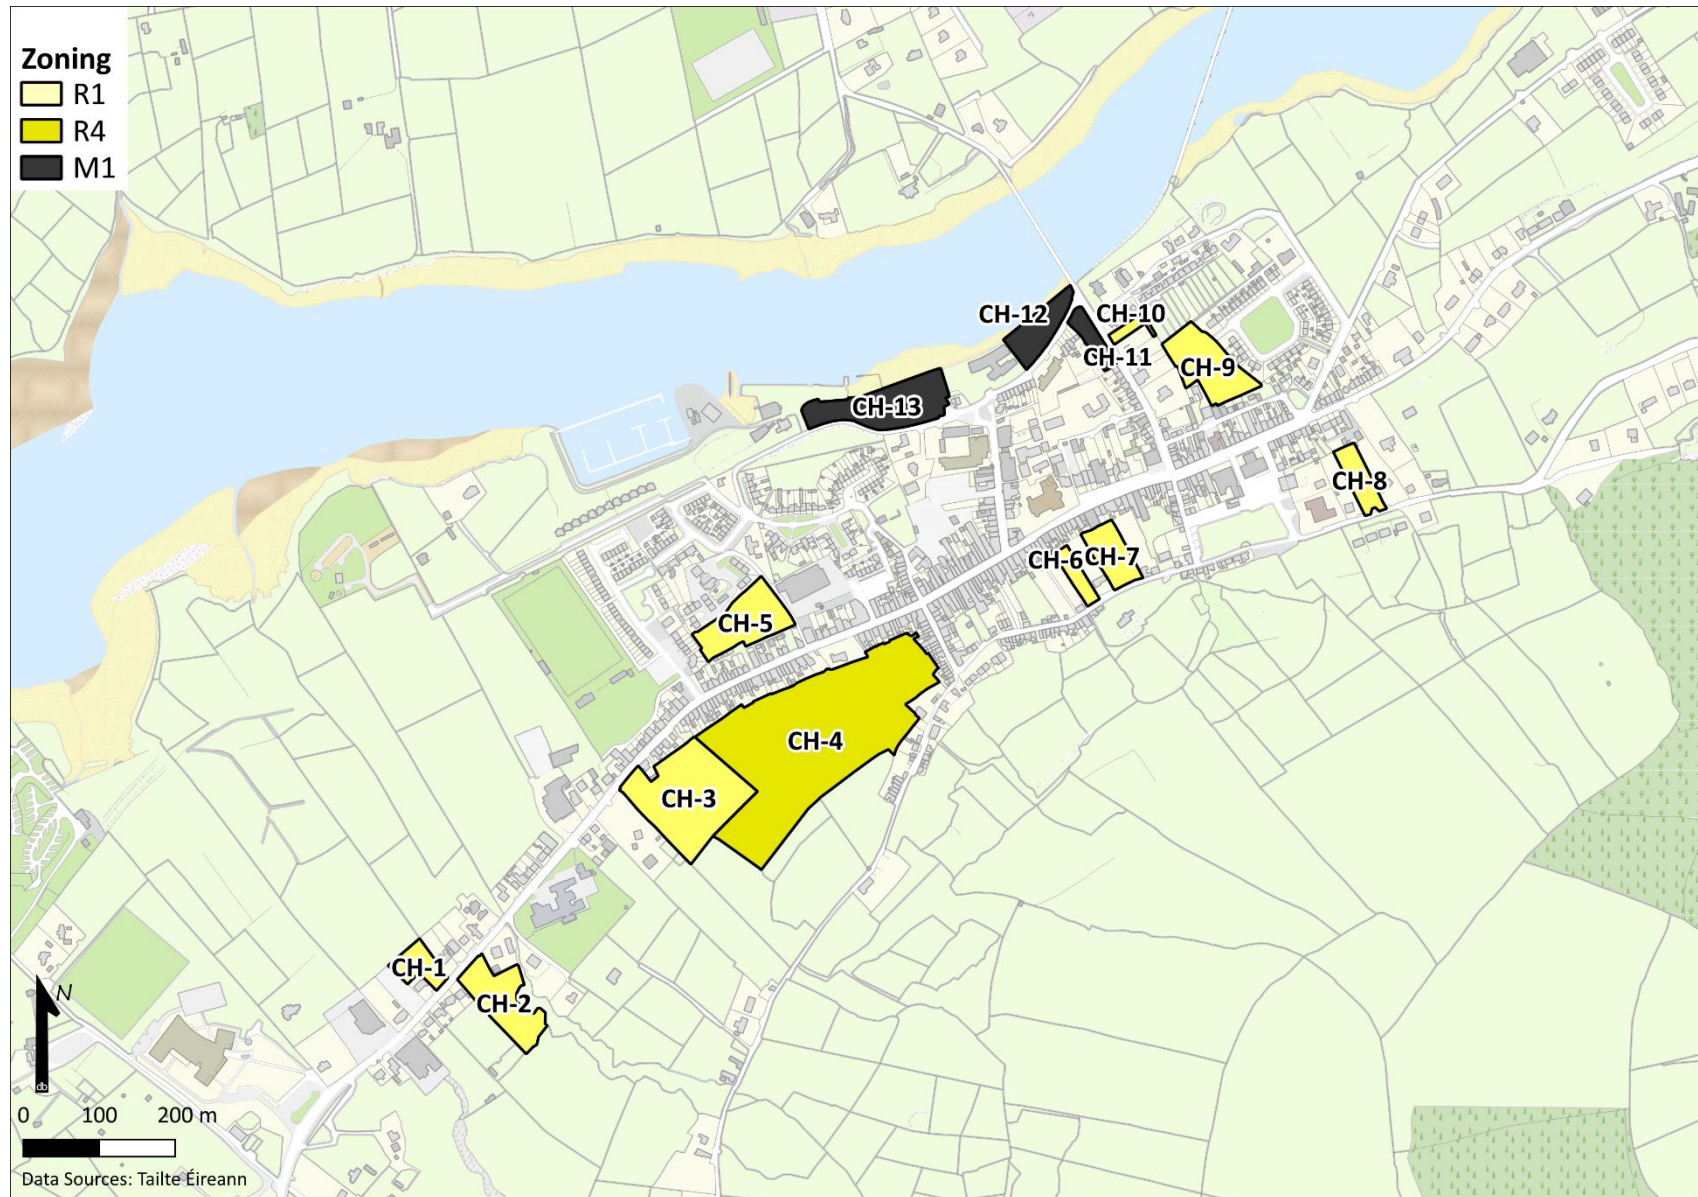 Zoning
R1
R4
M1
CH-12
CH-10
CH-11
CH-9
CH-13
CH-8
CH-6
CH-7
CH-5
CH-4
CH-3
CH-1
CH-2
N
0 100 200 m
Data Sources: Tailte Éireann